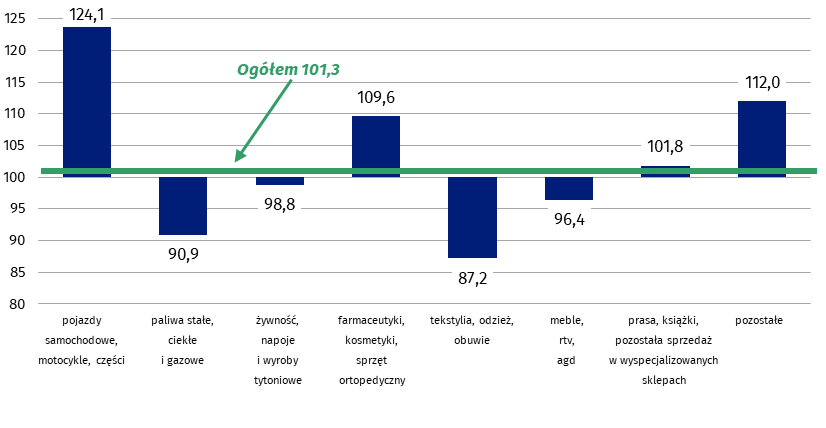 125
120
115
110
105
100
95
90
85
80
124,1
90,9
98,8
109,6
87,2
96,4
101,8
112,0
Ogółem 101,3
pojazdy
samochodowe,
motocykle, części
paliwa stałe,
ciekłe
i gazowe
żywność,
napoje
i wyroby
tytoniowe
farmaceutyki,
kosmetyki,
sprzęt
ortopedyczny
tekstylia, odzież,
obuwie
meble,
rtv,
agd
prasa, książki,
pozostała sprzedaż
w wyspecjalizowanych
sklepach
pozostałe